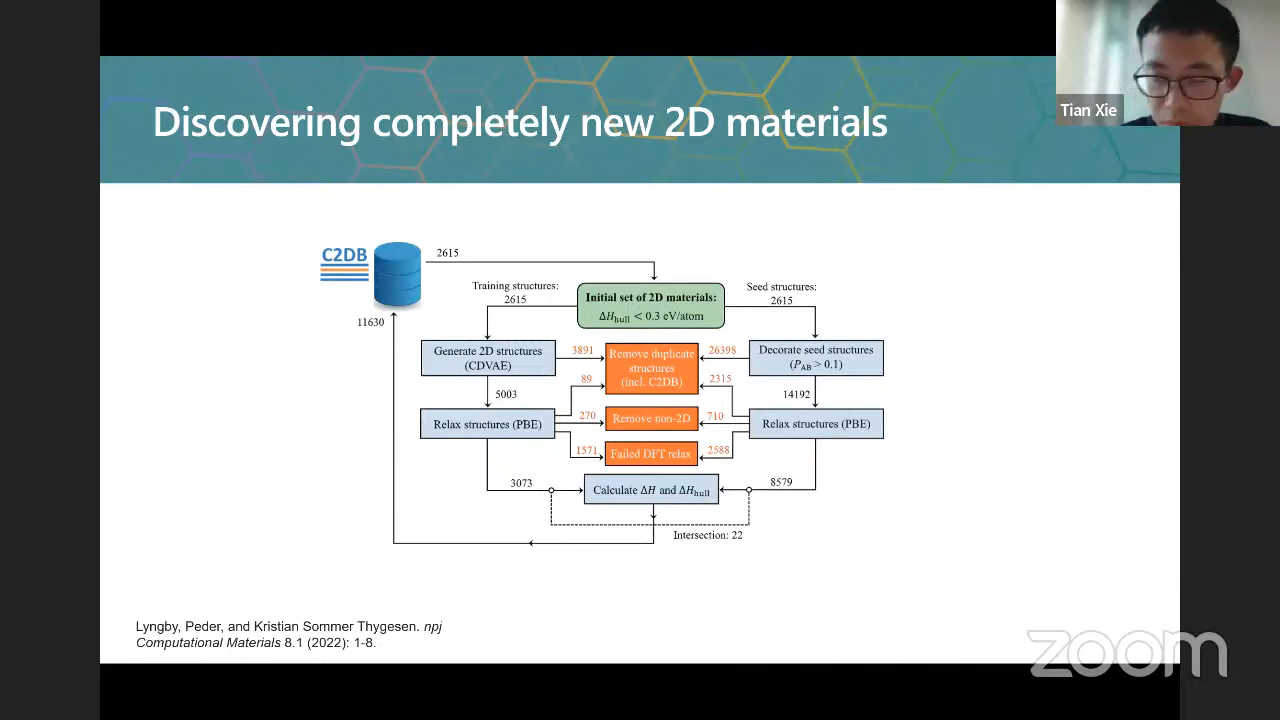 Tian Xie
Discovering completely new 2D materials
C2DB
2615
Training structures:
2615
Initial set of 2D materials:
ΔHhull < 0.3 eV/atom
Seed structures:
2615
11630
Generate 2D structures
(CDVAE)
3891
Remove duplicate
structures
(incl. C2DB)
26398
Decorate seed structures
(PAB > 0.1)
89
2315
5003
14192
Relax structures (PBE)
270
Remove non-2D
710
Relax structures (PBE)
1571
Failed DFT relax
2588
3073
Calculate ΔH and ΔHhull
8579
Intersection: 22
Lyngby, Peder, and Kristian Sommer Thygesen. npj
Computational Materials 8.1 (2022): 1-8.
zoom